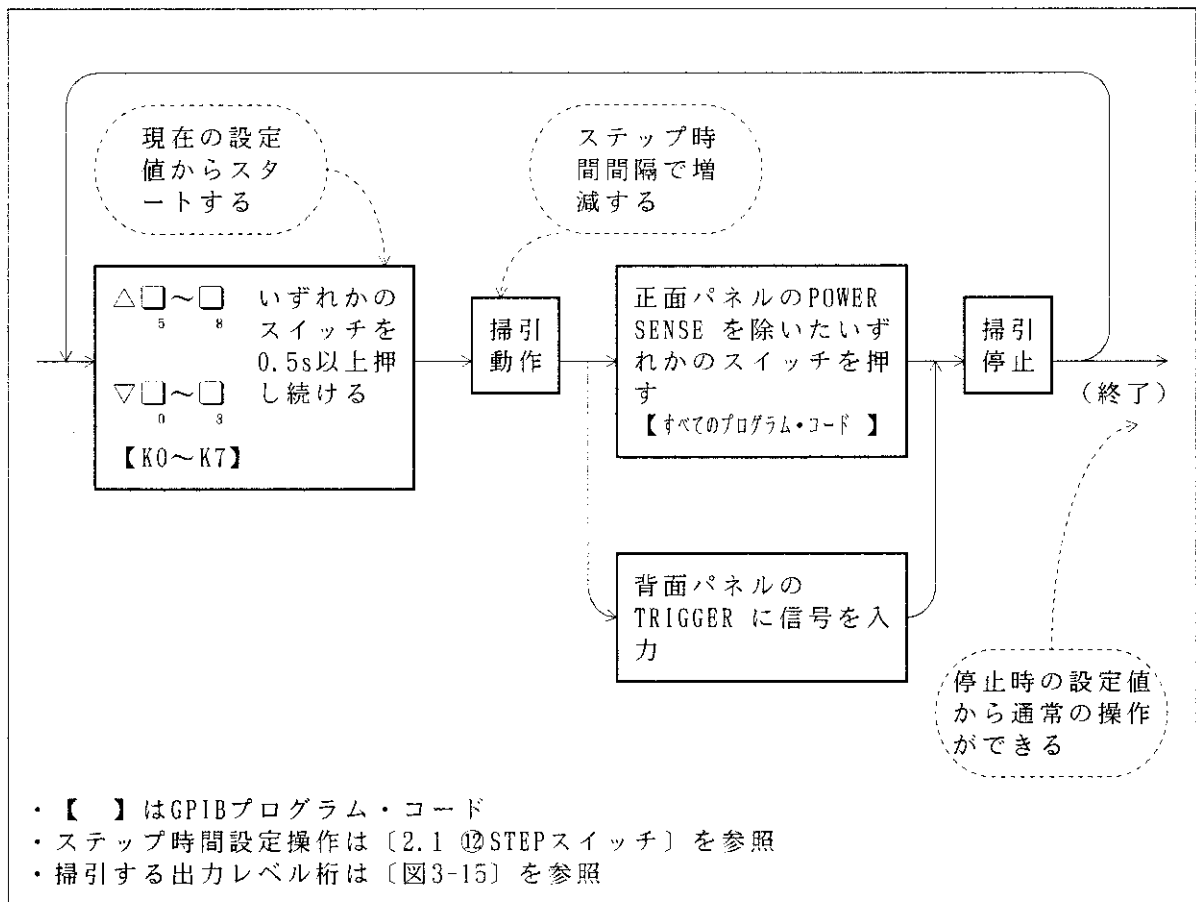 現在の設定
値からスタ
ートする
ステップ時
間間隔で増
減する
△□〜□
5 8
▽□〜□
0 3
【K0〜K7】
いずれかの
スイッチを
0.5s以上押
し続ける
掃引
動作
正面パネルのPOWER
SENSE を除いたいず
れかのスイッチを押
す
【すべてのプログラム・コード 】
掃引
停止
(終了)
背面パネルの
TRIGGER に信号を入
力
停止時の設定値
から通常の操作
ができる
・【 】はGPIBプログラム・コード
・ステップ時間設定操作は〔2.1 ⑫STEPスイッチ〕を参照
・掃引する出力レベル桁は〔図3-15〕を参照